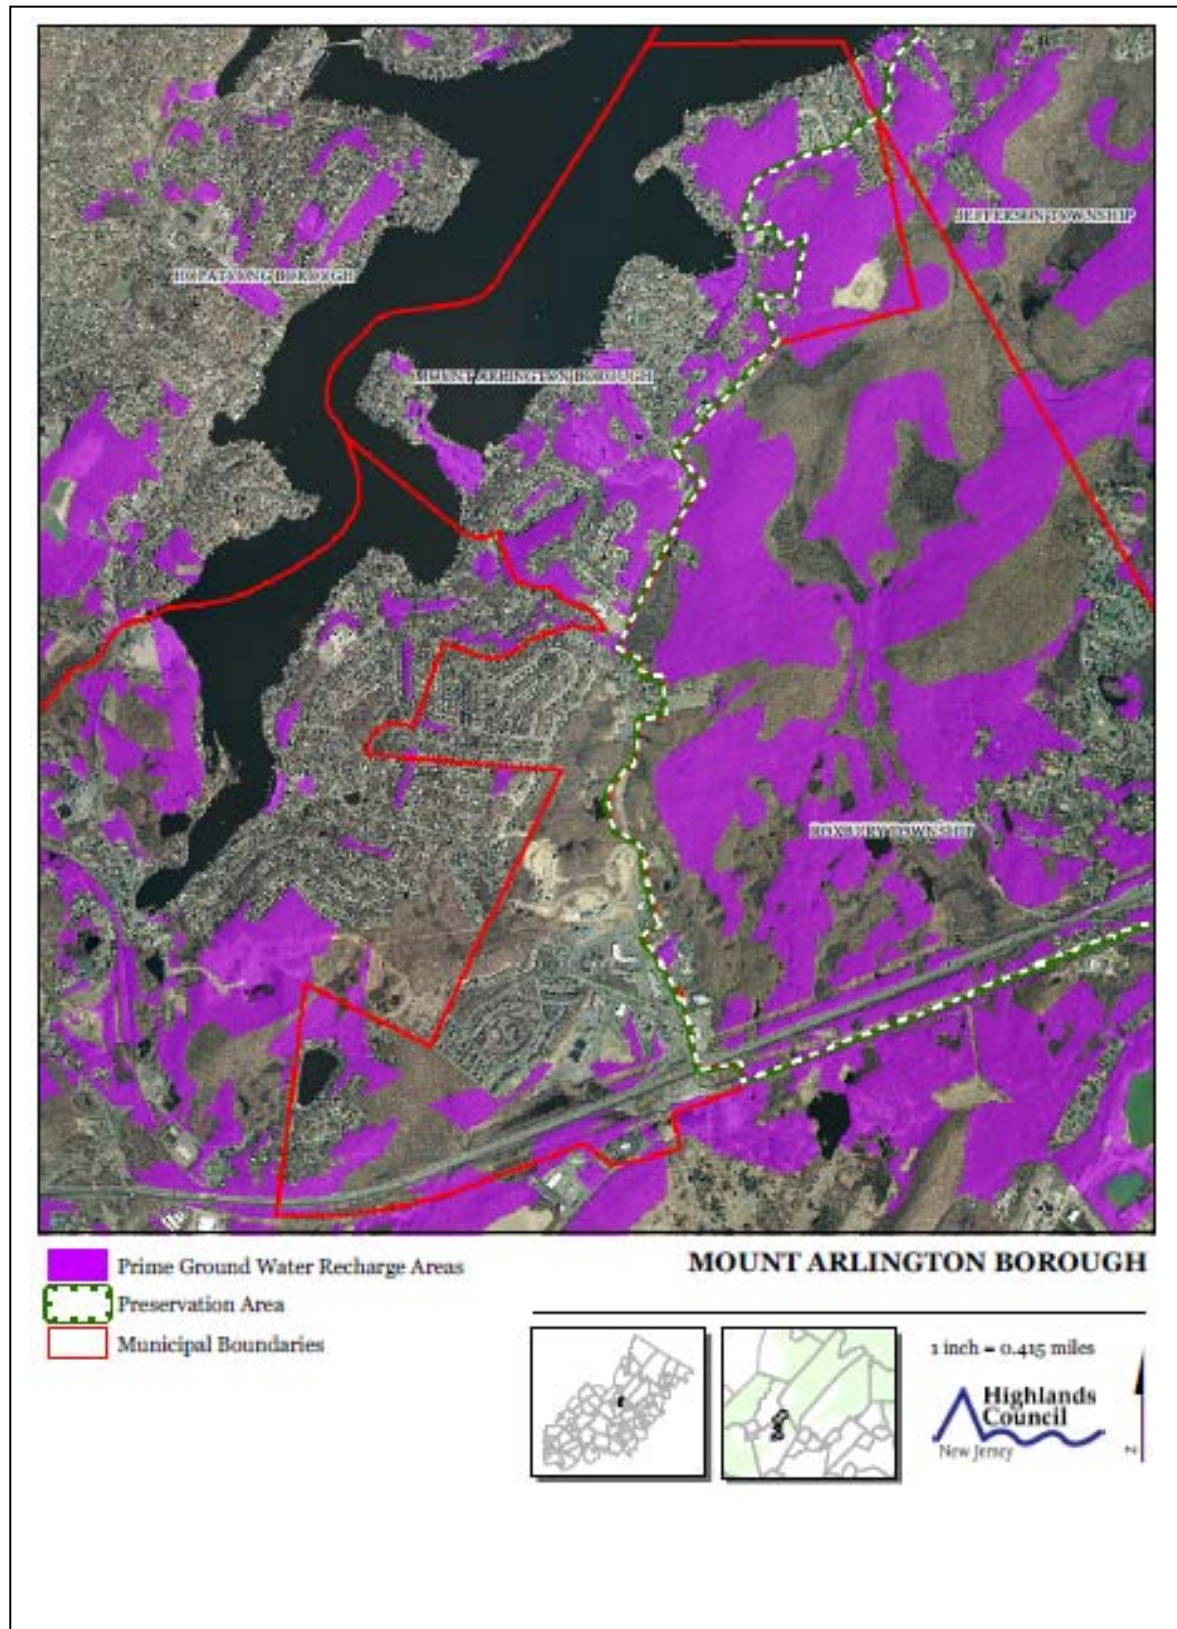 JEFFERSON TOWNSHIP
HOPATCONG BOROUGH
MOUNT ARLINGTON BOROUGH
ROXBURY TOWNSHIP
Prime Ground Water Recharge Areas
Preservation Area
Municipal Boundaries
MOUNT ARLINGTON BOROUGH
1 inch = 0.415 miles
Highlands
Council
New Jersey
N